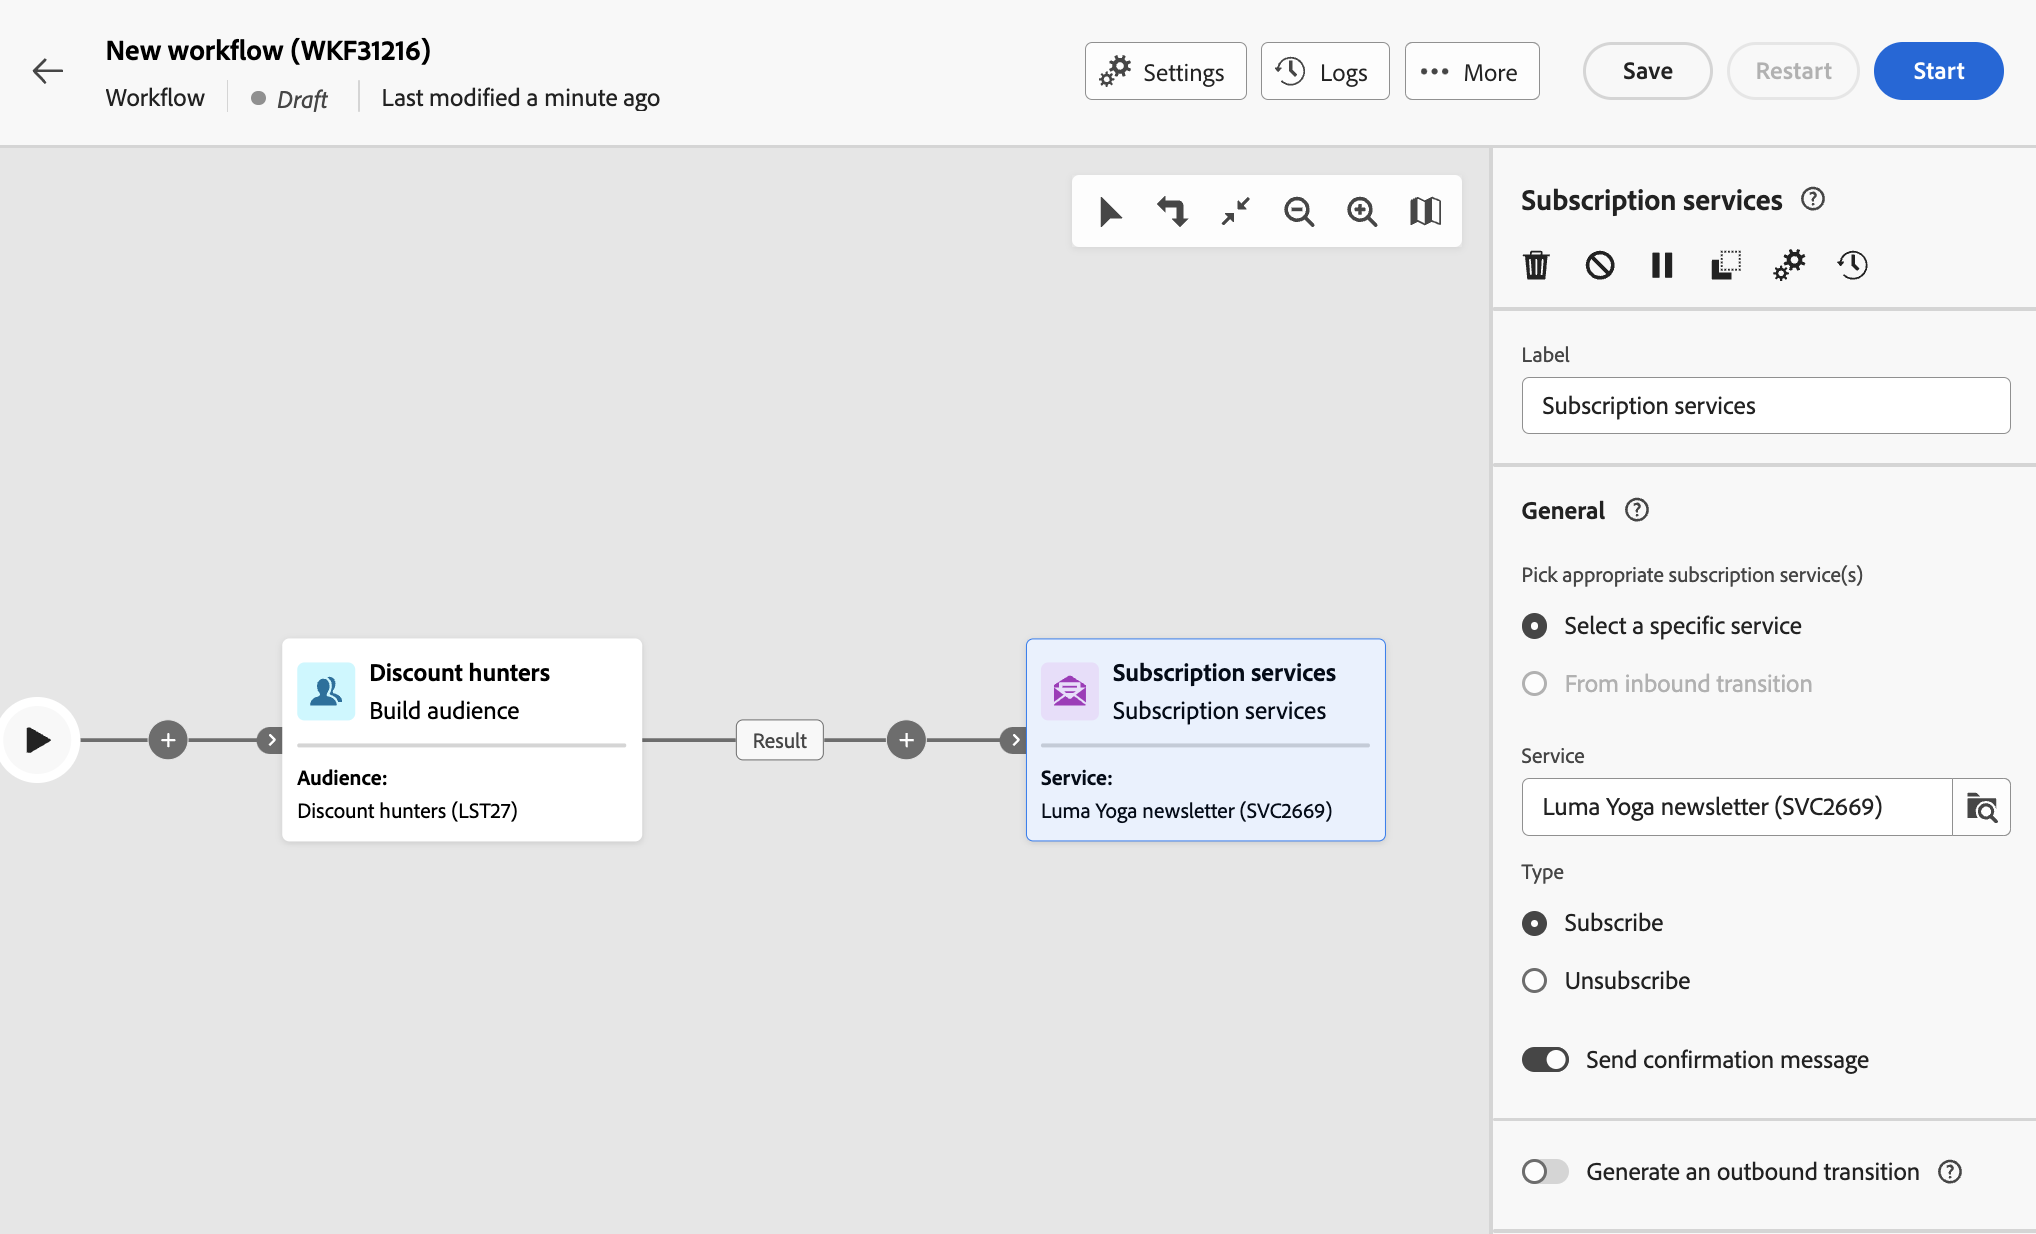 New workflow (WKF31216)
Workflow Draft Last modified a minute ago
Settings Logs More Save Restart Start
Subscription services
Label
Subscription services
General
Pick appropriate subscription service(s)
Select a specific service
From inbound transition
Service
Luma Yoga newsletter (SVC2669)
Type
Subscribe
Unsubscribe
Send confirmation message
Generate an outbound transition
Discount hunters
Build audience
Audience:
Discount hunters (LST27)
Result
Subscription services
Subscription services
Service:
Luma Yoga newsletter (SVC2669)